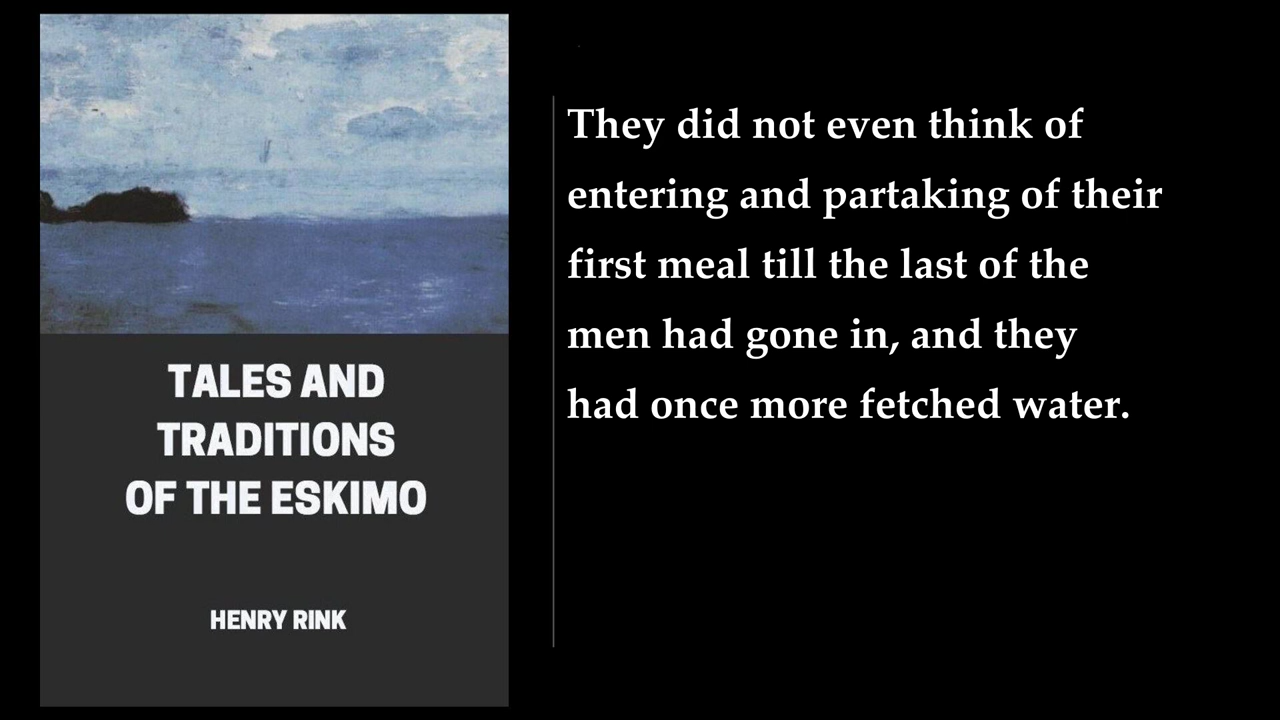 TALES AND
TRADITIONS
OF THE ESKIMO
HENRY RINK
They did not even think of
entering and partaking of their
first meal till the last of the
men had gone in, and they
had once more fetched water.